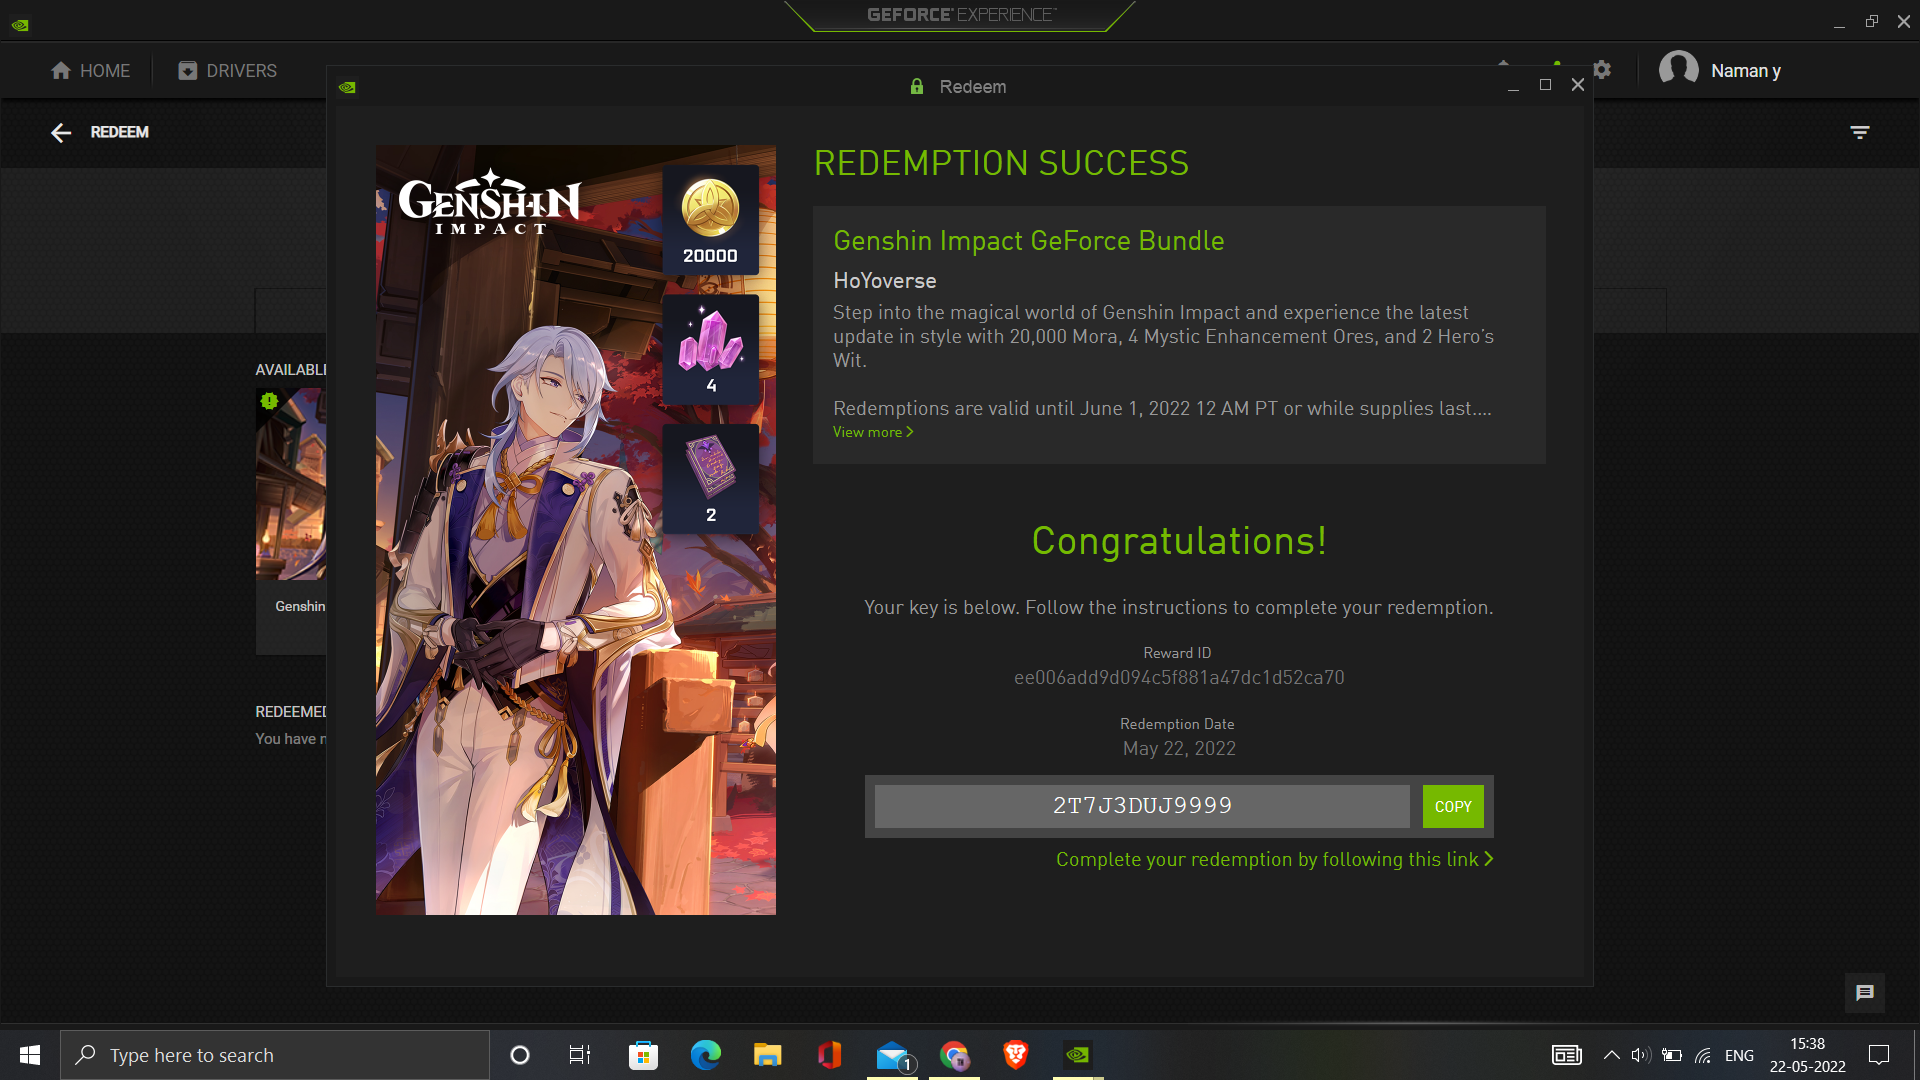 GEFORCE® EXPERIENCE™
HOME
DRIVERS
Naman y
Redeem
REDEEM
GENSHIN
IMPACT
20000
4
2
REDEMPTION SUCCESS
Genshin Impact GeForce Bundle
HoYoverse
Step into the magical world of Genshin Impact and experience the latest
update in style with 20,000 Mora, 4 Mystic Enhancement Ores, and 2 Hero's
Wit.
Redemptions are valid until June 1, 2022 12 AM PT or while supplies last....
View more >
AVAILABLE
Genshin
REDEEMED
You have
Congratulations!
Your key is below. Follow the instructions to complete your redemption.
Reward ID
ee006add9d094c5f881a47dc1d52ca70
Redemption Date
May 22, 2022
2T7J3DUJ9999
COPY
Complete your redemption by following this link >
Type here to search
1
ENG
15:38
22-05-2022